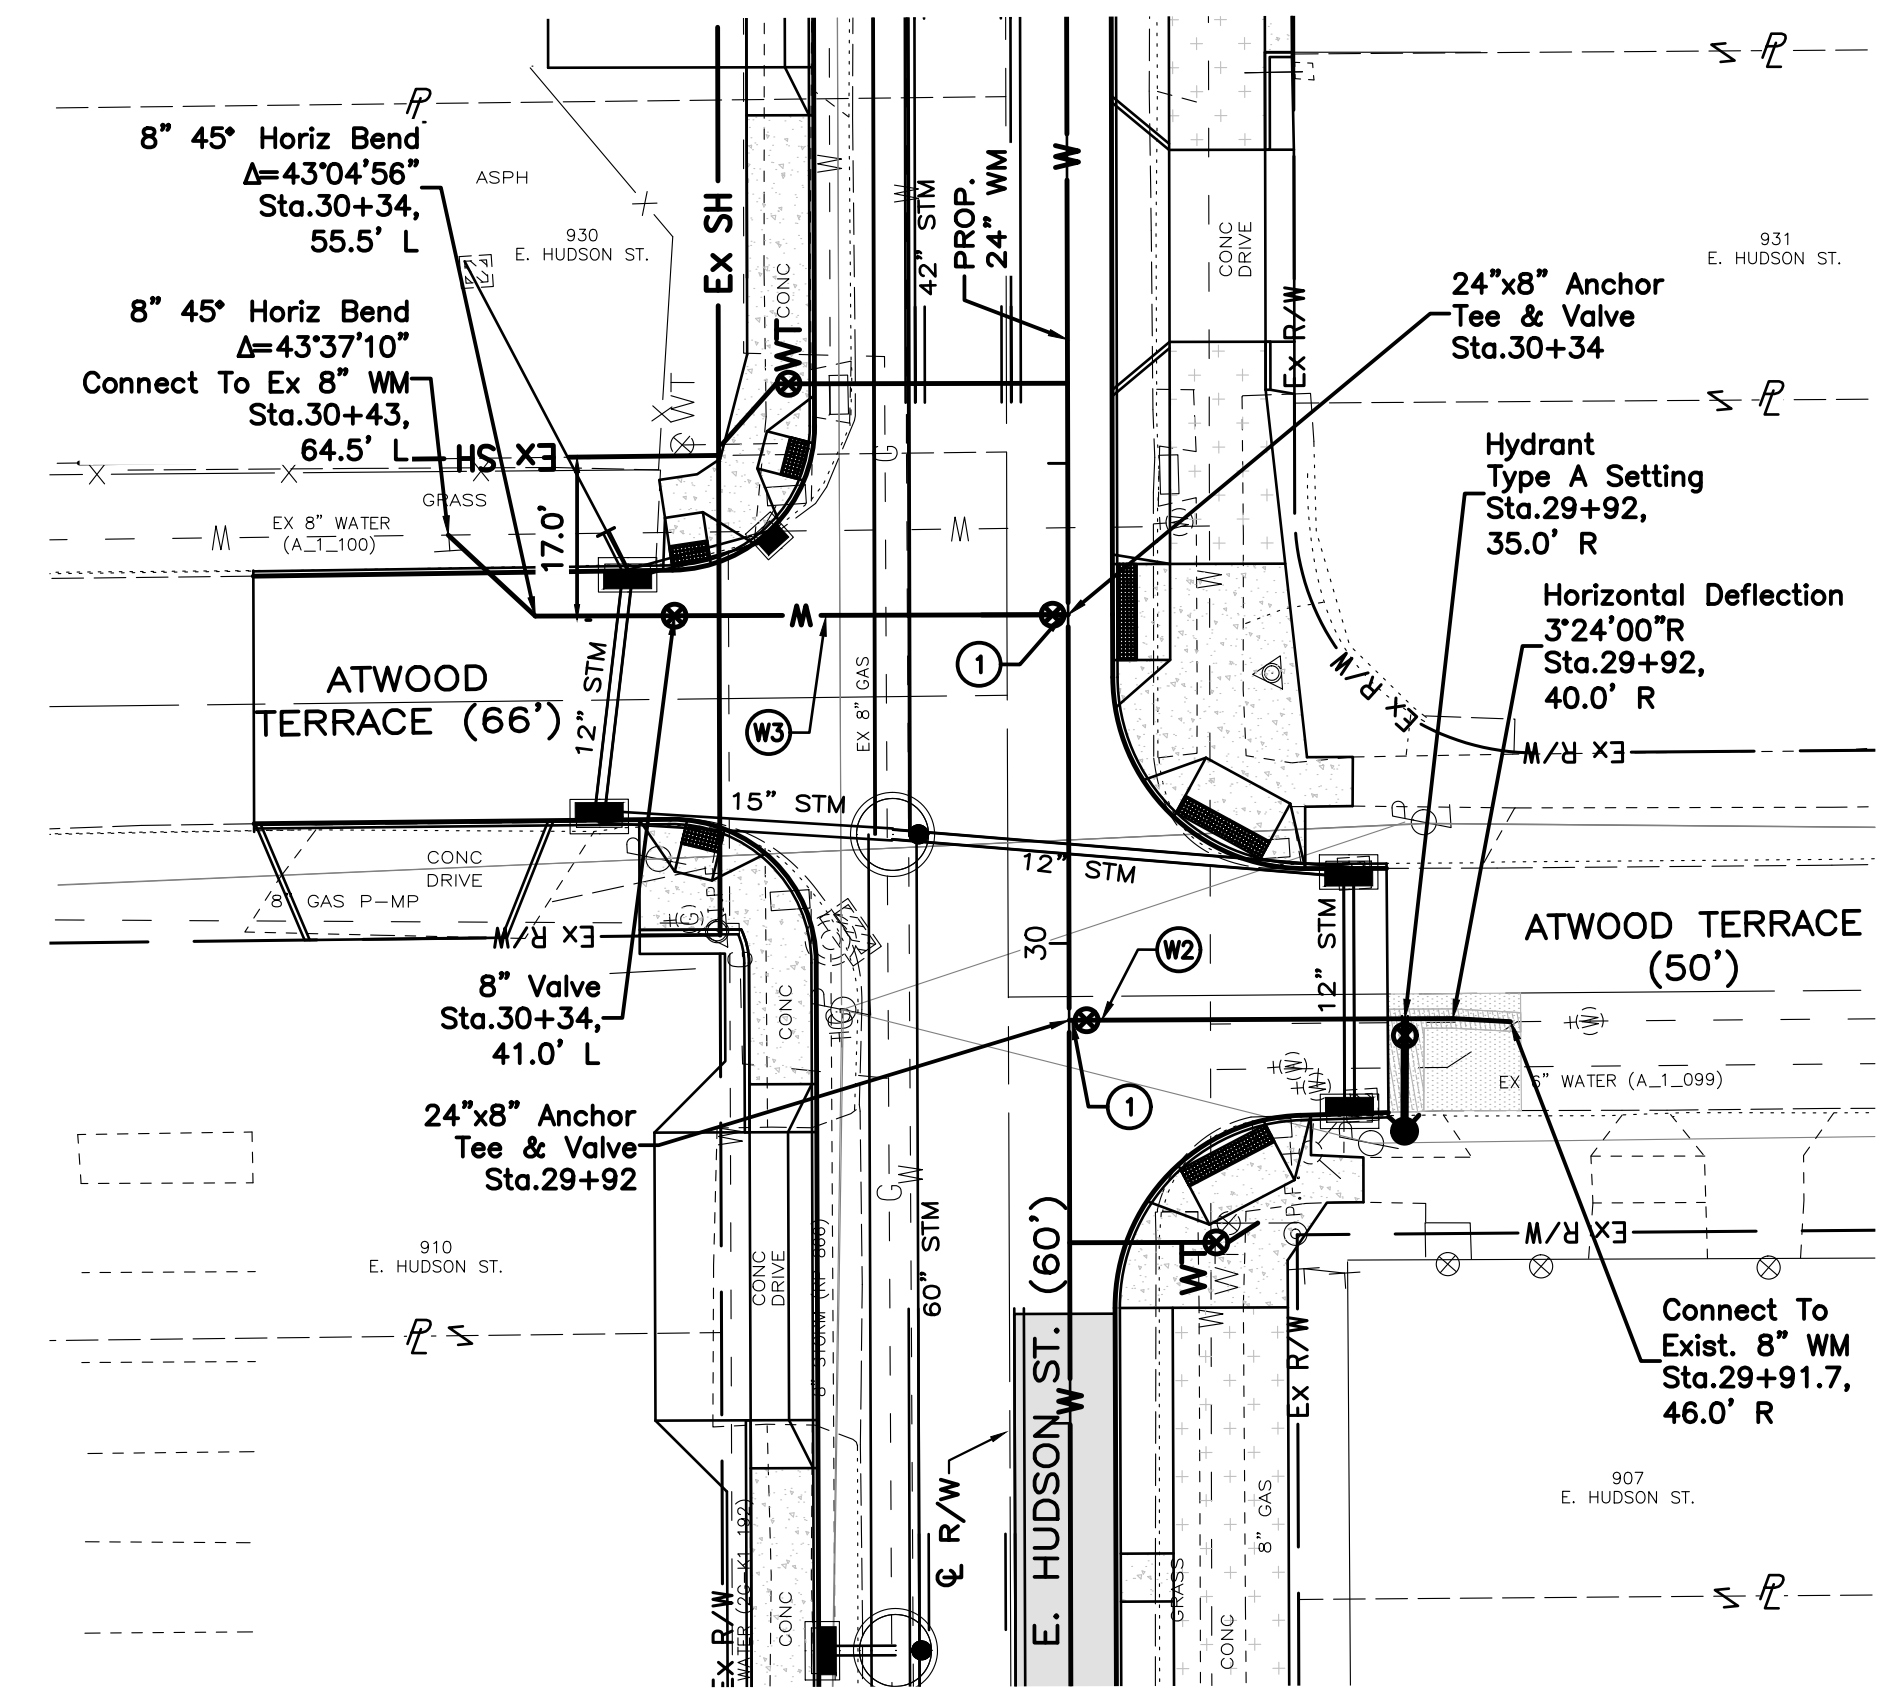 8" 45° Horiz Bend
Δ=43°04'56"
Sta.30+34,
55.5' L
8" 45° Horiz Bend
Δ=43°37'10"
Connect To Ex 8" WM
Sta.30+43,
64.5' L
ASPH
930
E. HUDSON ST.
Ex SH
Ex SH
CONC
WT
WT
W
W
42" STM
PROP.
24" WM
W
CONC
DRIVE
Ex R/W
931
E. HUDSON ST.
24"x8" Anchor
Tee & Valve
Sta.30+34
Hydrant
Type A Setting
Sta.29+92,
35.0' R
Horizontal Deflection
3°24'00"R
Sta.29+92,
40.0' R
GRASS
EX 8" WATER
(A_1_100)
17.0'
G
W
W
W
1
W3
EX 8" GAS
12" STM
ATWOOD
TERRACE (66')
15" STM
12" STM
Ex R/W
Ex R/W
CONC
DRIVE
8" GAS P-MP
Ex R/W
30
W2
12" STM
ATWOOD TERRACE
(50')
8" Valve
Sta.30+34,
41.0' L
CONC
1
EX 6" WATER (A_1_099)
24"x8" Anchor
Tee & Valve
Sta.29+92
G
W
60" STM
WT
W
Ex R/W
910
E. HUDSON ST.
CONC
DRIVE
(60')
E. HUDSON ST.
W
Ex R/W
Connect To
Exist. 8" WM
Sta.29+91.7,
46.0' R
907
E. HUDSON ST.
8" GAS
℄ R/W
GRASS
CONC
CONC
Ex R/W